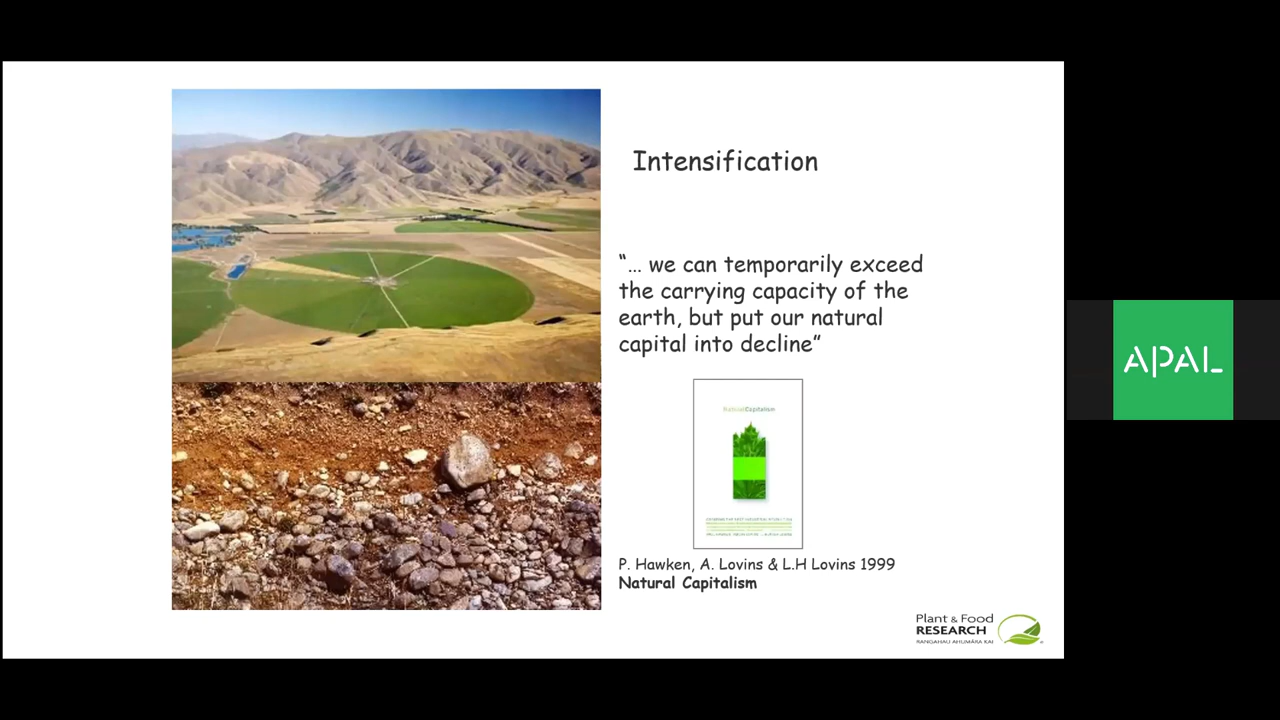 Intensification
“… we can temporarily exceed
the carrying capacity of the
earth, but put our natural
capital into decline”
Natural Capitalism
P. Hawken, A. Lovins & L.H Lovins 1999
Natural Capitalism
Plant & Food
RESEARCH
RANGAHAU AHUMĀRA KAI
APAL